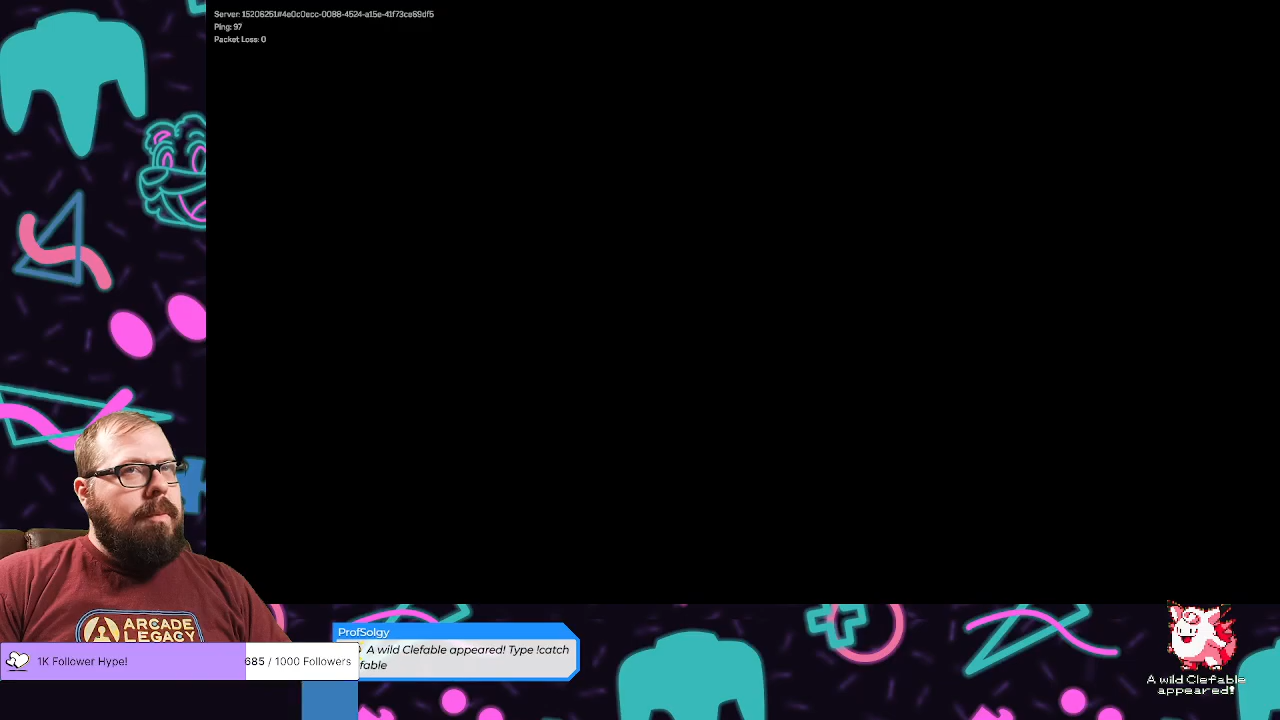 Server: 15206251#4e0c0ecc-0088-4524-a15e-41f73ce69df5
Ping: 97
Packet Loss: 0
ARCADE
LEGACY
1K Follower Hype!
685 / 1000 Followers
ProfSolgy
A wild Clefable appeared! Type !catch
fable
A wild Clefable
appeared!